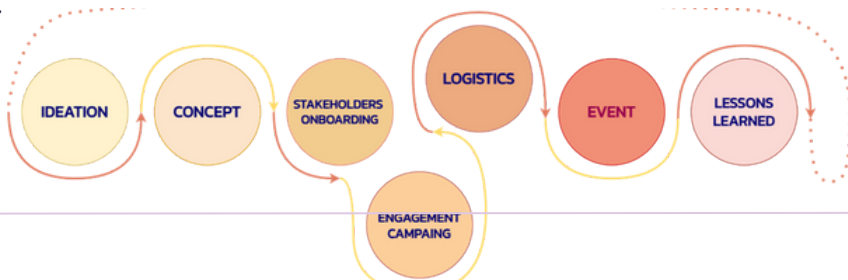 IDEATION
CONCEPT
STAKEHOLDERS
ONBOARDING
ENGAGEMENT
CAMPAING
LOGISTICS
EVENT
LESSONS
LEARNED